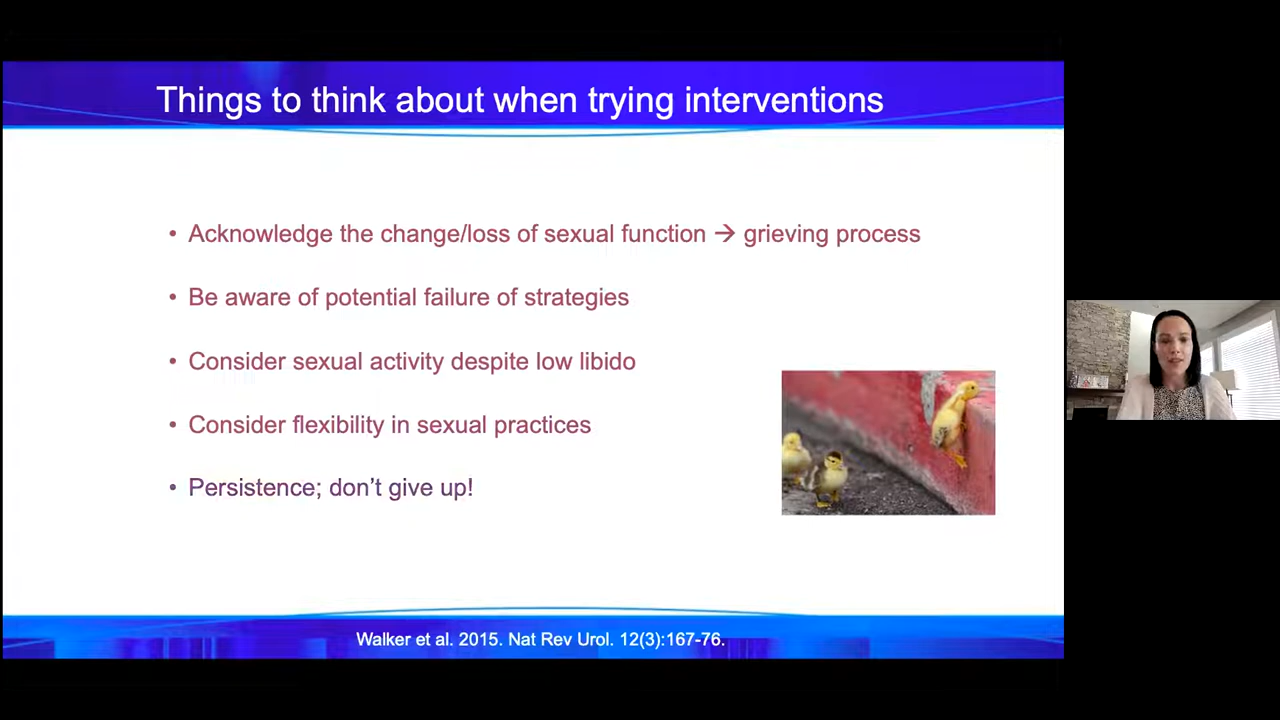 Things to think about when trying interventions
• Acknowledge the change/loss of sexual function → grieving process
• Be aware of potential failure of strategies
• Consider sexual activity despite low libido
• Consider flexibility in sexual practices
• Persistence; don’t give up!
Walker et al. 2015. Nat Rev Urol. 12(3):167-76.